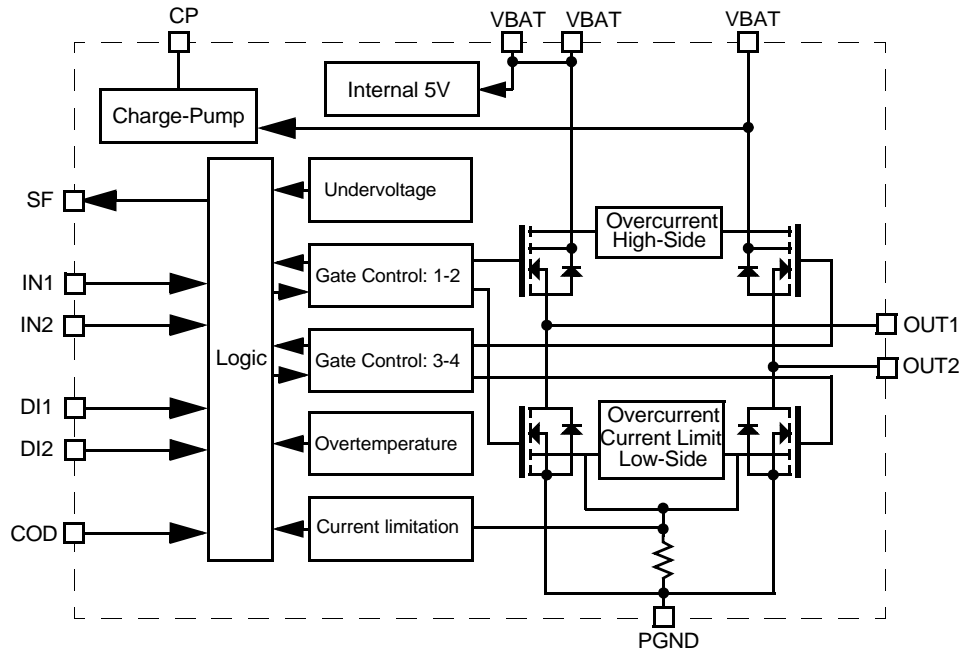 CP
VBAT
VBAT
VBAT
Internal 5V
Charge-Pump
SF
Undervoltage
Overcurrent
High-Side
IN1
Gate Control: 1-2
IN2
OUT1
Logic
Gate Control: 3-4
OUT2
DI1
Overcurrent
Current Limit
Low-Side
DI2
Overtemperature
COD
Current limitation
PGND